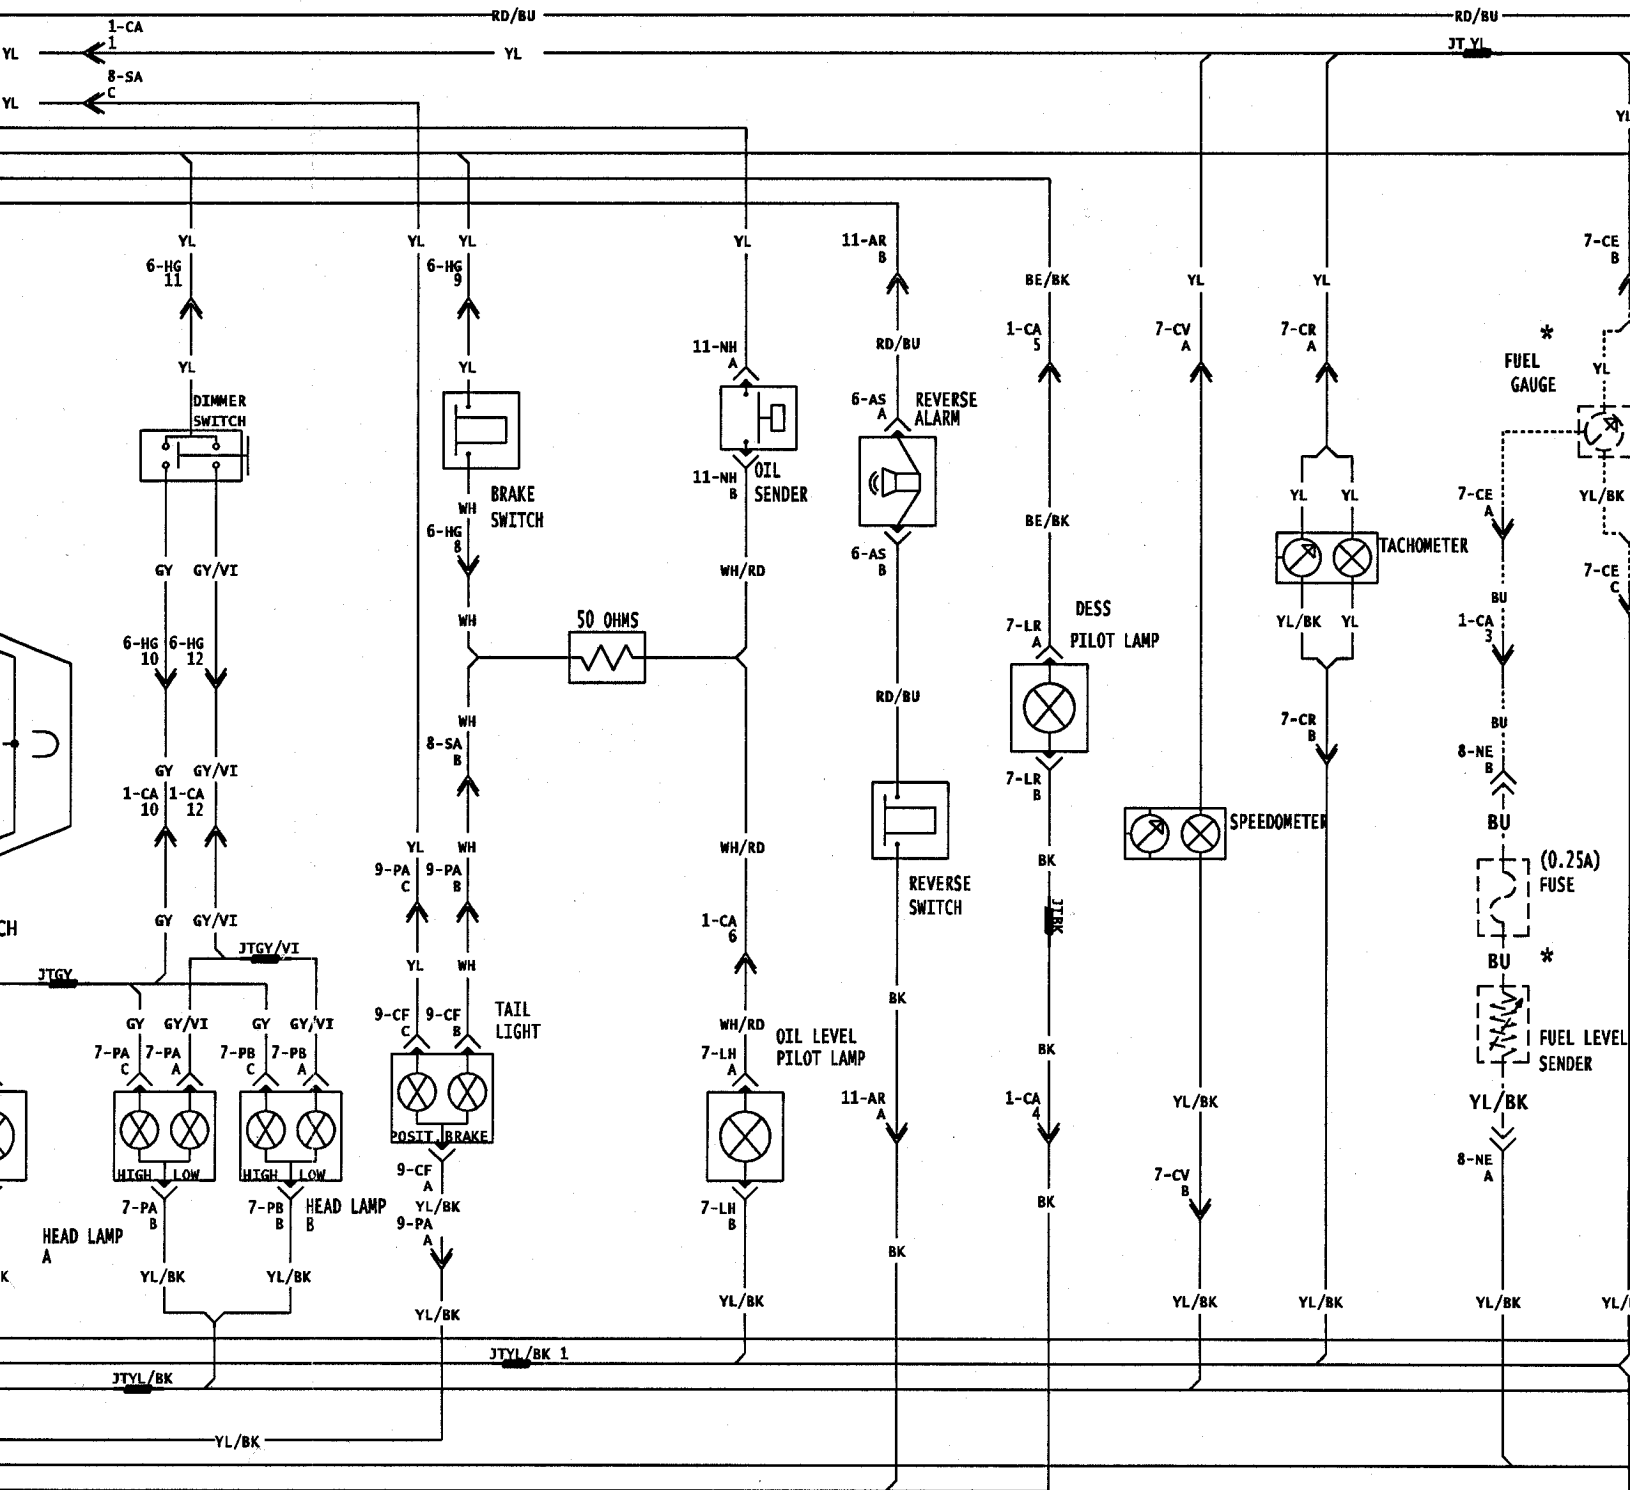 RD/BU
RD/BU
1-CA
1
YL
YL
JT YL
8-SA
C
YL
YL
YL
YL
YL
YL
11-AR
B
7-CE
B
6-HG
11
6-HG
9
BE/BK
YL
YL
1-CA
5
7-CV
A
7-CR
A
*
11-NH
A
RD/BU
FUEL
GAUGE
YL
YL
YL
DIMMER
SWITCH
6-AS
A
REVERSE
ALARM
11-NH
B
OIL
SENDER
BRAKE
SWITCH
WH
6-HG
8
BE/BK
YL
YL
7-CE
A
YL/BK
6-AS
B
TACHOMETER
GY
GY/VI
WH/RD
7-CE
C
BU
WH
50 OHMS
DESS
PILOT LAMP
7-LR
A
YL/BK
YL
1-CA
3
6-HG
10
6-HG
12
RD/BU
WH
8-SA
B
7-CR
B
BU
8-NE
B
GY
GY/VI
1-CA
10
1-CA
12
7-LR
B
SPEEDOMETER
BU
YL
WH
WH/RD
BK
(0.25A)
FUSE
9-PA
C
9-PA
B
REVERSE
SWITCH
JTBK
CH
GY
GY/VI
1-CA
6
JTGY/VI
JTGY
YL
WH
BU
*
BK
9-CF
C
9-CF
B
TAIL
LIGHT
GY
GY/VI
GY
GY/VI
WH/RD
OIL LEVEL
PILOT LAMP
FUEL LEVEL
SENDER
7-PA
C
7-PA
A
7-PB
C
7-PB
A
7-LH
A
BK
11-AR
A
1-CA
4
YL/BK
YL/BK
POSIT.
BRAKE
HIGH
LOW
HIGH
LOW
9-CF
A
8-NE
A
7-CV
B
7-PA
B
7-PB
B
HEAD LAMP
B
YL/BK
9-PA
A
7-LH
B
BK
HEAD LAMP
A
K
YL/BK
YL/BK
BK
YL/BK
YL/BK
YL/BK
YL/BK
YL/BK
YL/
JTYL/BK 1
JTYL/BK
YL/BK